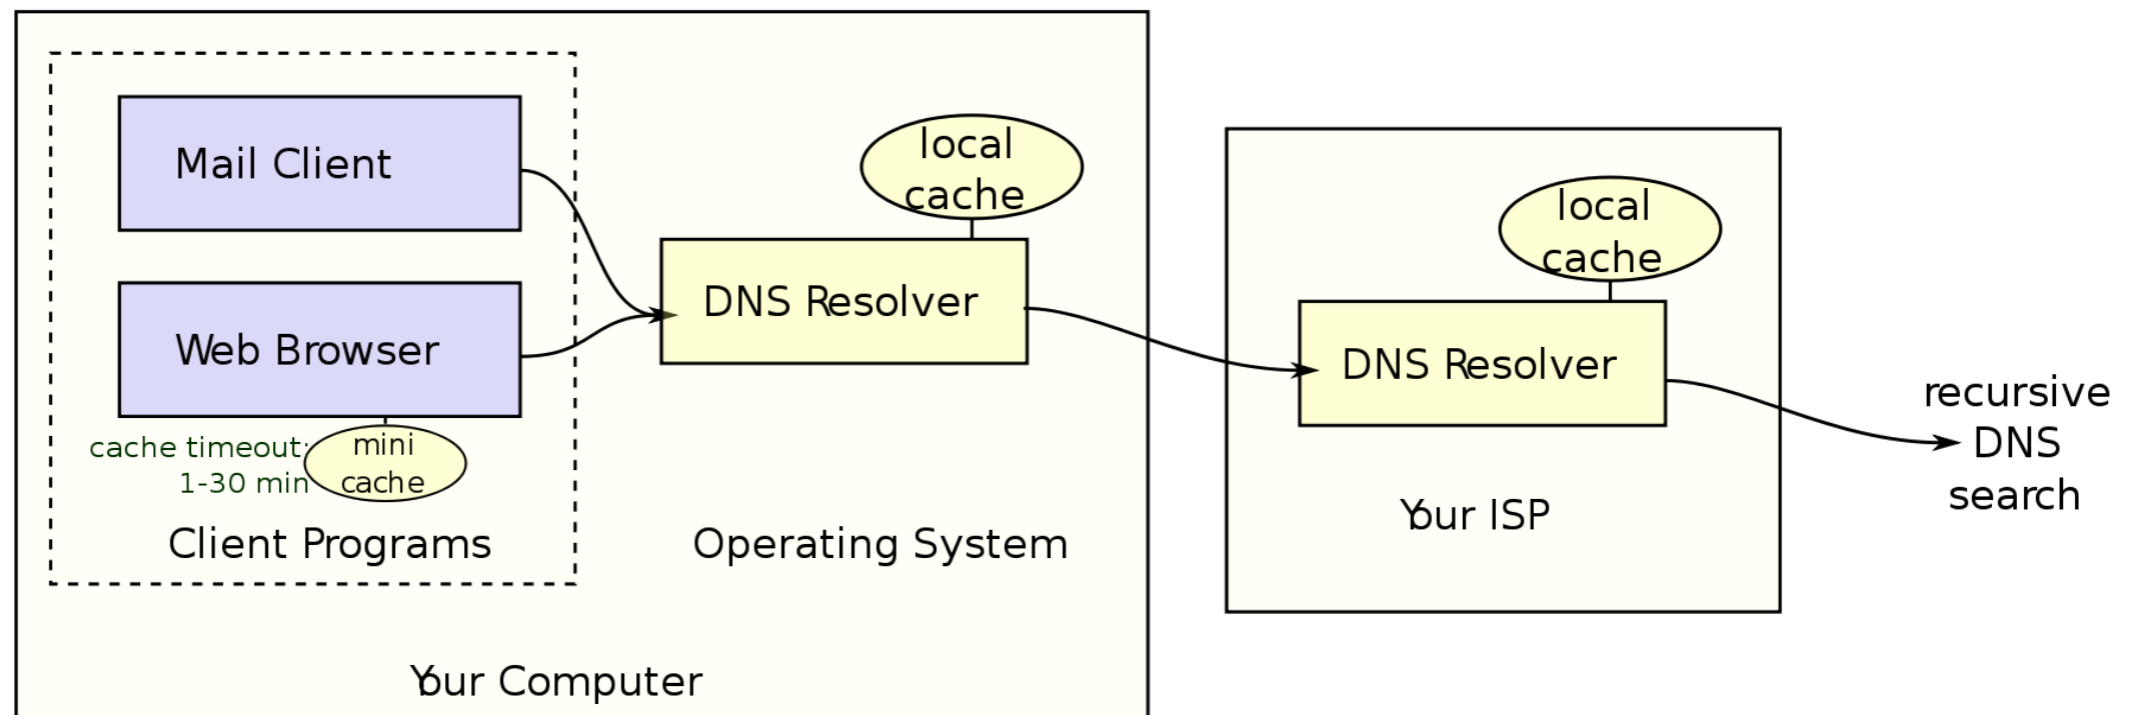 Mail Client
Web Browser
cache timeout:
1-30 min
mini
cache
Client Programs
local
cache
DNS Resolver
Operating System
Your Computer
local
cache
DNS Resolver
Your ISP
recursive
DNS
search